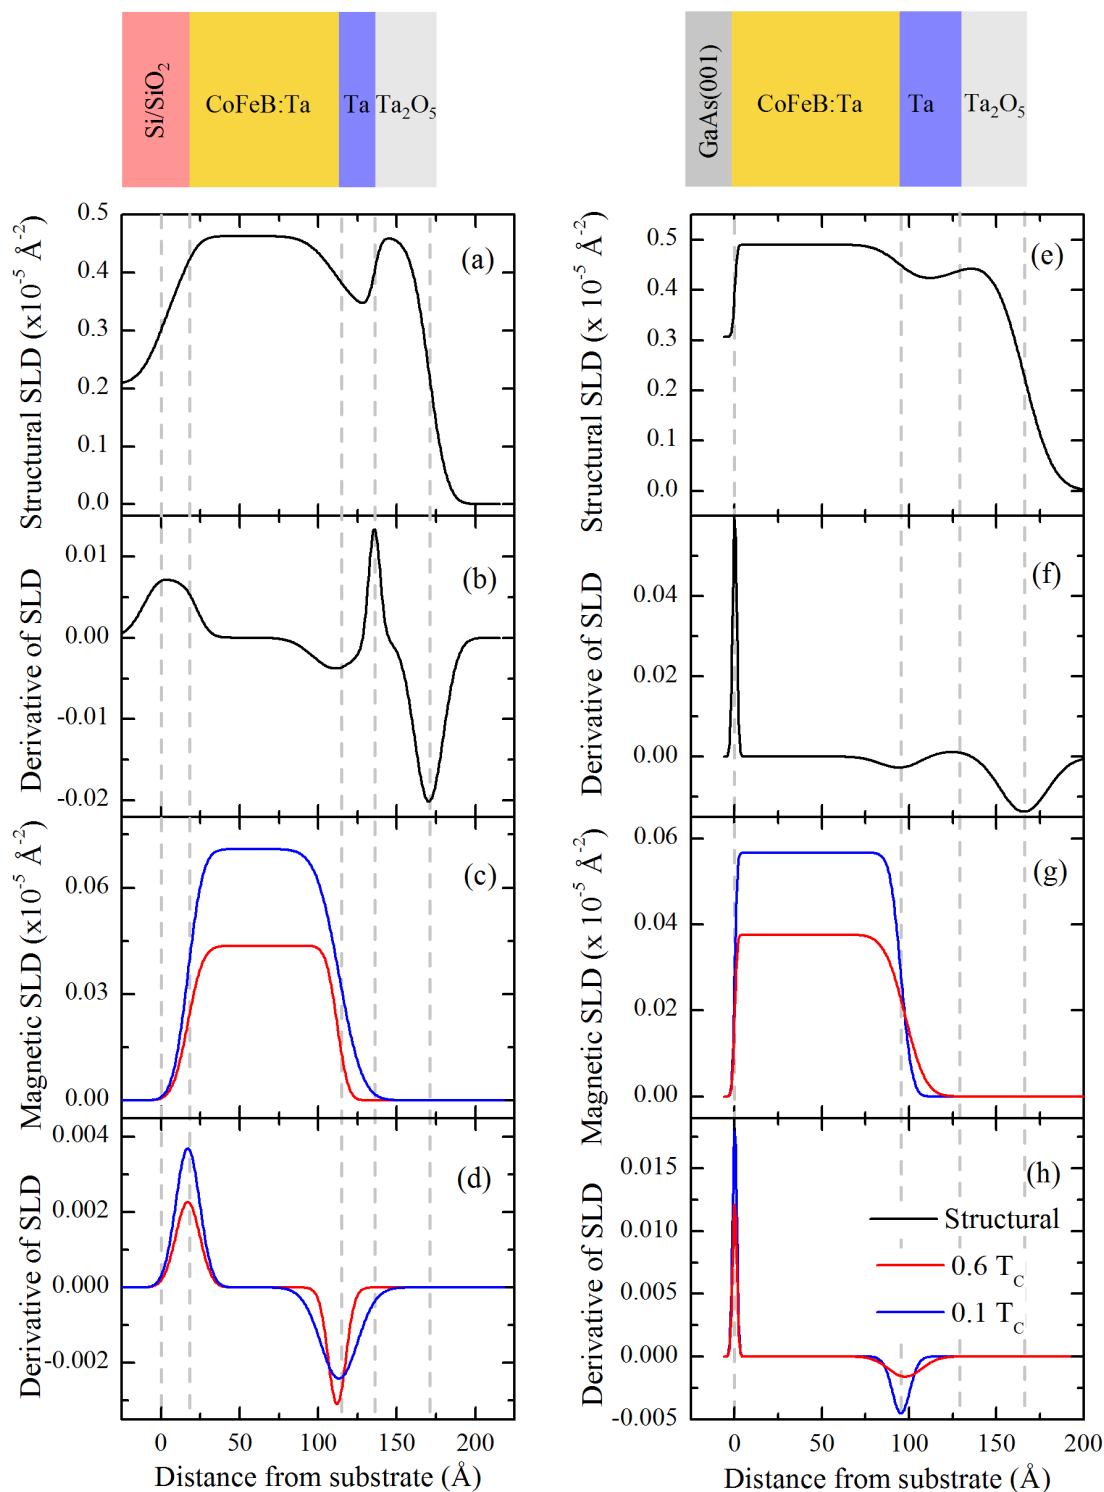 Si/SiO2
CoFeB:Ta
Ta
Ta2O5
GaAs(001)
CoFeB:Ta
Ta
Ta2O5
Structural SLD (x10-5 Å-2)
0.5
0.4
0.3
0.2
0.1
0.0
(a)
Derivative of SLD
0.01
0.00
-0.01
-0.02
(b)
Magnetic SLD (x10-5 Å-2)
0.06
0.03
0.00
(c)
Derivative of SLD
0.004
0.002
0.000
-0.002
(d)
0 50 100 150 200
Distance from substrate (Å)
Structural SLD (x 10-5 Å-2)
0.5
0.4
0.3
0.2
0.1
0.0
(e)
Derivative of SLD
0.04
0.02
0.00
(f)
Magnetic SLD (x 10-5 Å-2)
0.06
0.04
0.02
0.00
(g)
Derivative of SLD
0.015
0.010
0.005
0.000
-0.005
(h)
Structural
0.6 TC
0.1 TC
0 50 100 150 200
Distance from substrate (Å)